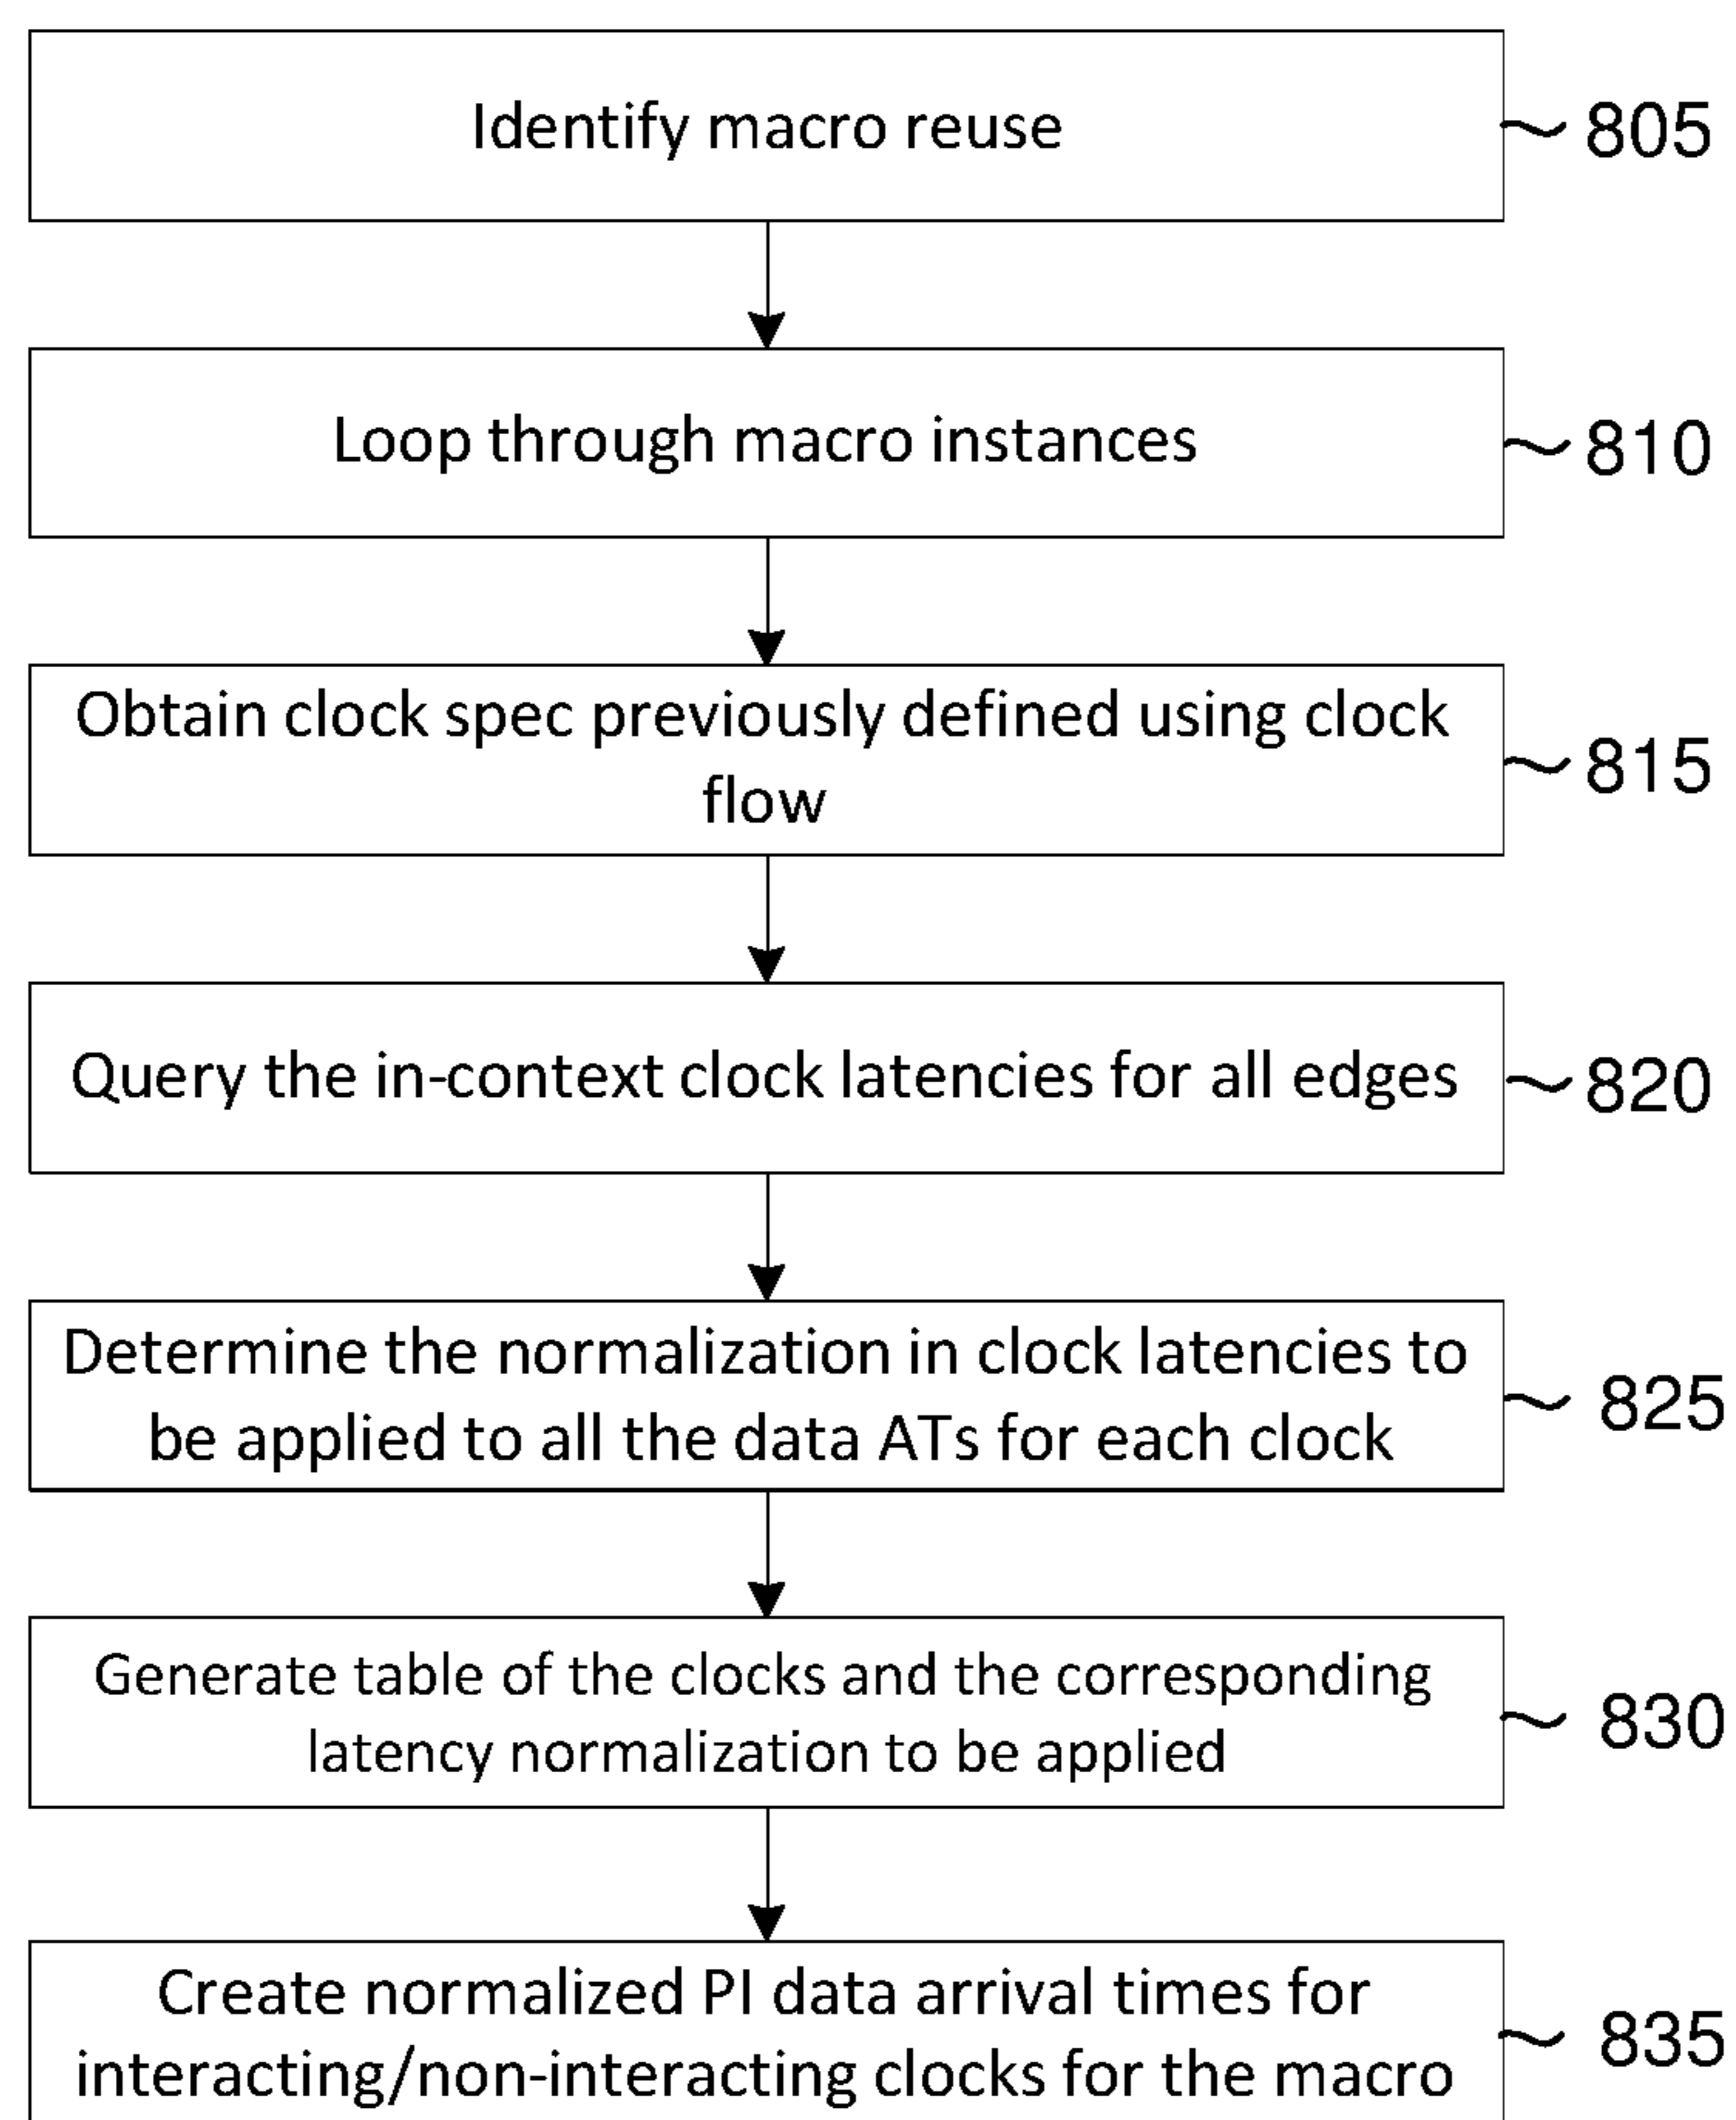 Identify macro reuse
805
Loop through macro instances
810
Obtain clock spec previously defined using clock
flow
815
Query the in-context clock latencies for all edges
820
Determine the normalization in clock latencies to
be applied to all the data ATs for each clock
825
Generate table of the clocks and the corresponding
latency normalization to be applied
830
Create normalized PI data arrival times for
interacting/non-interacting clocks for the macro
835